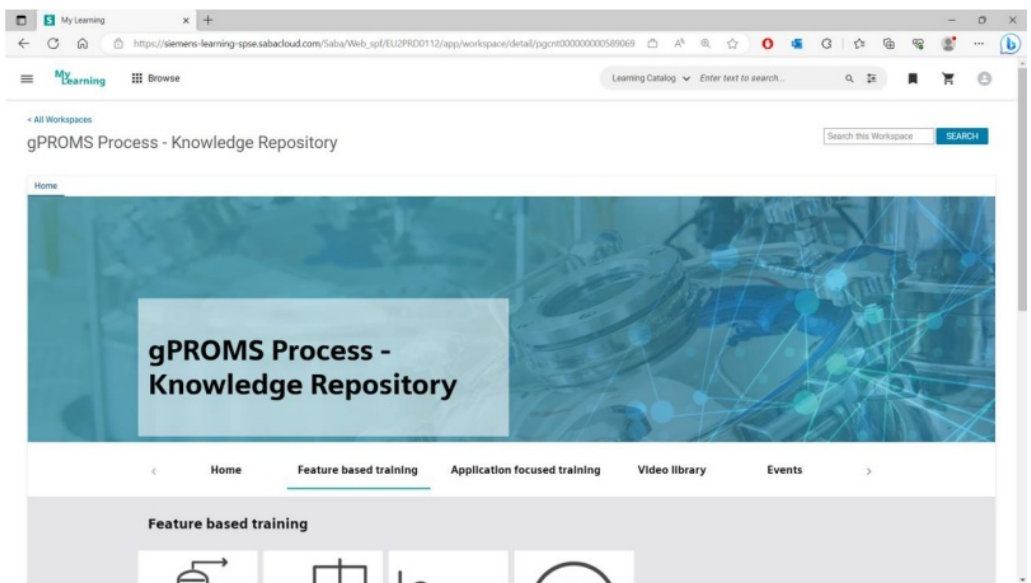 My Learning
https://siemens-learning-spse.sabacloud.com/Saba/Web_spf/EU2PRD0112/app/workspace/detail/pgcnt000000000589069
My Learning
Browse
Learning Catalog
Enter text to search...
< All Workspaces
gPROMS Process - Knowledge Repository
Search this Workspace
SEARCH
Home
gPROMS Process -
Knowledge Repository
Home
Feature based training
Application focused training
Video library
Events
Feature based training